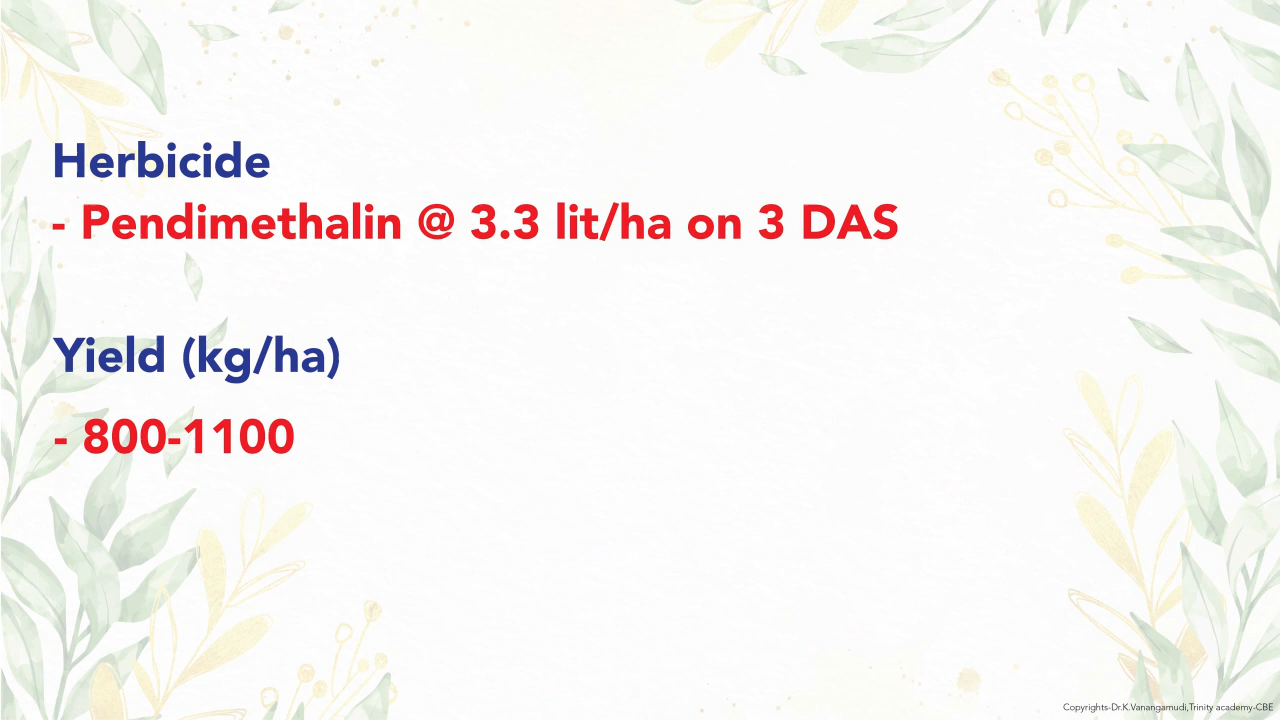 Herbicide
- Pendimethalin @ 3.3 lit/ha on 3 DAS
Yield (kg/ha)
- 800-1100
Copyrights-Dr.K.Vanangamudi,Trinity academy-CBE